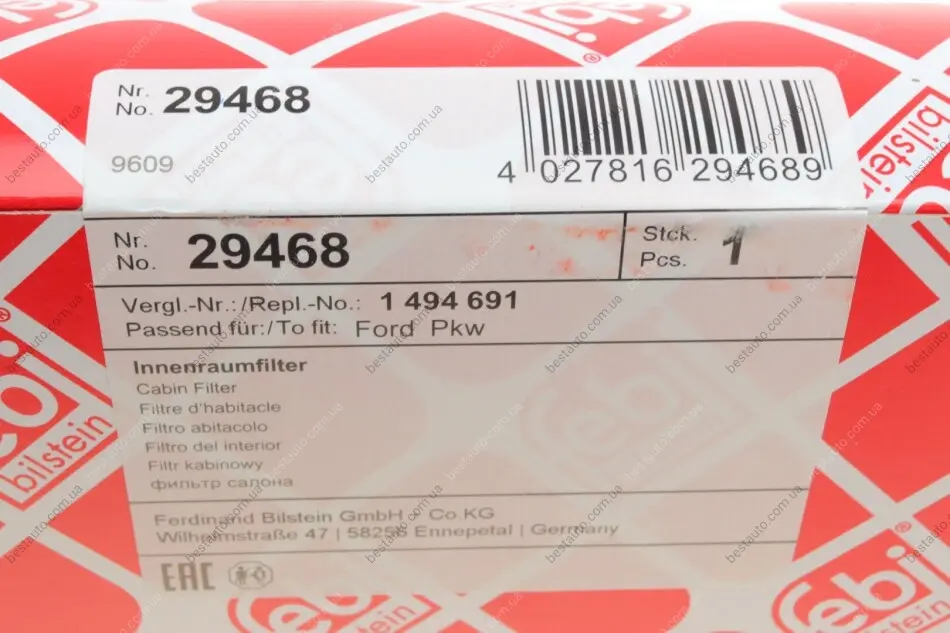 Nr.
No. 29468
9609
4 027816 294689
Nr.
No. 29468
Stck.
Pcs. 1
Vergl.-Nr.:/Repl.-No.: 1 494 691
Passend für:/To fit: Ford Pkw
Innenraumfilter
Cabin Filter
Filtre d'habitacle
Filtro abitacolo
Filtro del interior
Filtr kabinowy
фильтр салона
Ferdinand Bilstein GmbH + Co KG
Wilhelmstraße 47 | 58256 Ennepetal | Germany
EAC
febi
bilstein
bestauto.com.ua